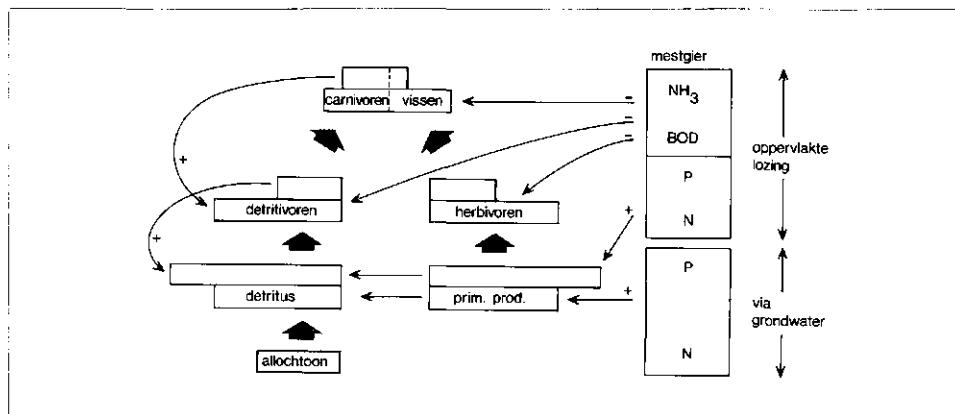 mestgier
NH3
BOD
P
N
oppervlakte
lozing
carnivoren vissen
-
-
-
+
detritivoren
herbivoren
+
+
detritus
prim. prod.
+
allochtoon
P
N
via
grondwater